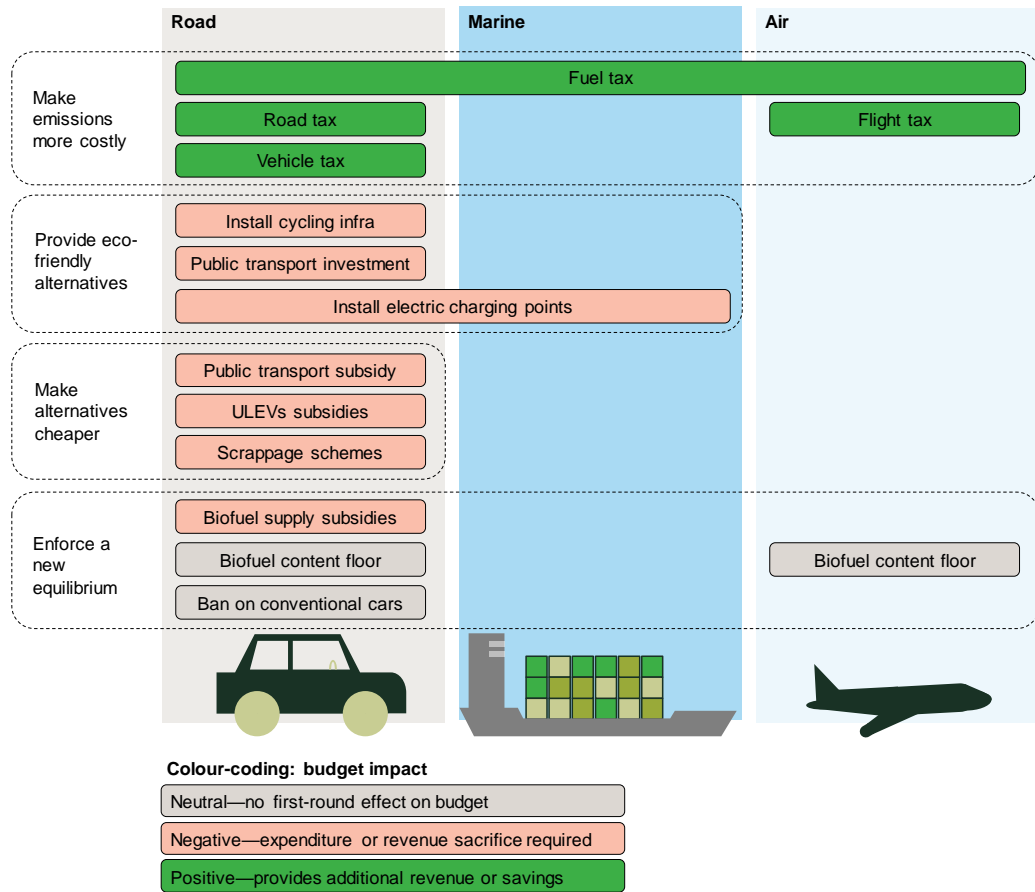 Road
Marine
Air
Make
emissions
more costly
Fuel tax
Road tax
Flight tax
Vehicle tax
Provide eco-
friendly
alternatives
Install cycling infra
Public transport investment
Install electric charging points
Make
alternatives
cheaper
Public transport subsidy
ULEVs subsidies
Scrappage schemes
Enforce a
new
equilibrium
Biofuel supply subsidies
Biofuel content floor
Biofuel content floor
Ban on conventional cars
Colour-coding: budget impact
Neutral—no first-round effect on budget
Negative—expenditure or revenue sacrifice required
Positive—provides additional revenue or savings